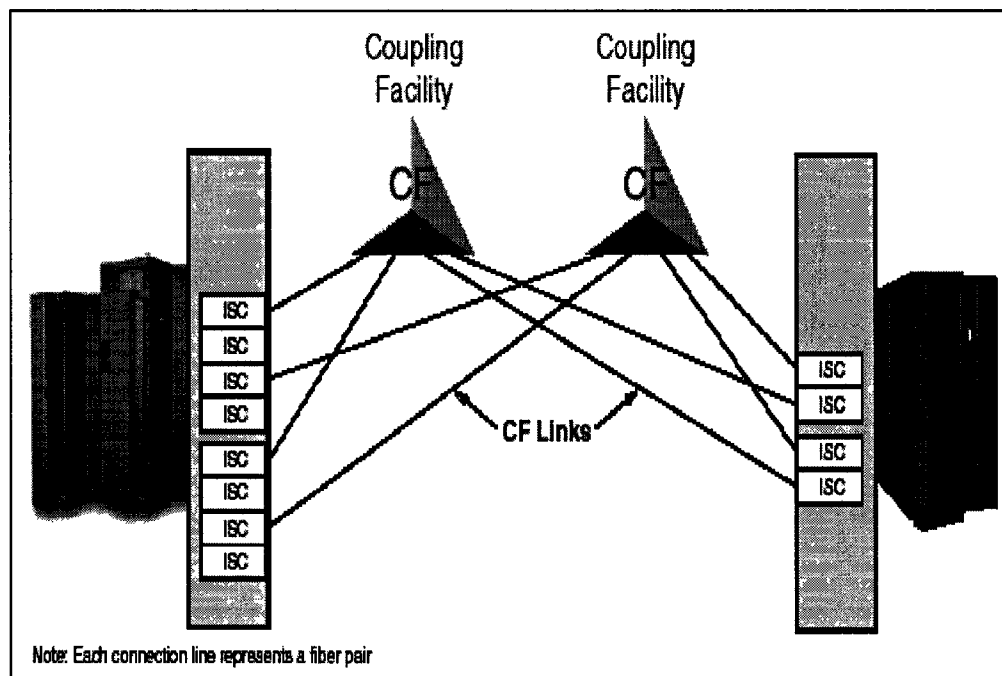 Coupling
Facility
Coupling
Facility
CF
CF
ISC
ISC
ISC
ISC
ISC
ISC
ISC
ISC
ISC
ISC
ISC
ISC
CF Links
Note: Each connection line represents a fiber pair